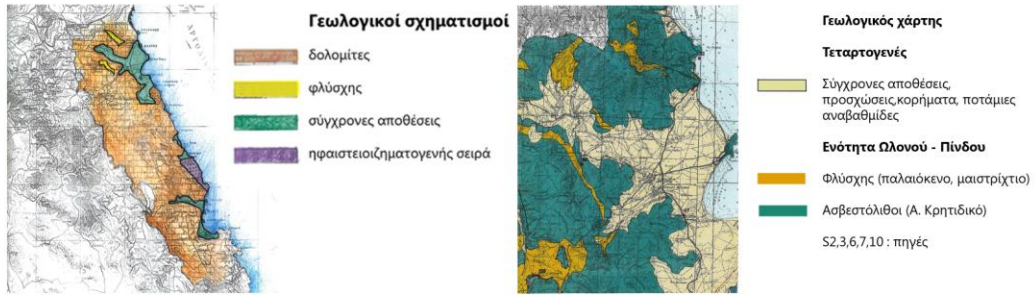 Γεωλογικοί σχηματισμοί
δολομίτες
φλύσχης
σύγχρονες αποθέσεις
ηφαιστειοιζηματογενής σειρά
Γεωλογικός χάρτης
Τεταρτογενές
Σύγχρονες αποθέσεις,
προσχώσεις,κορήματα, ποτάμιες
αναβαθμίδες
Ενότητα Ωλονού - Πίνδου
Φλύσχης (παλαιόκενο, μαιστρίχτιο)
Ασβεστόλιθοι (Α. Κρητιδικό)
S2,3,6,7,10 : πηγές